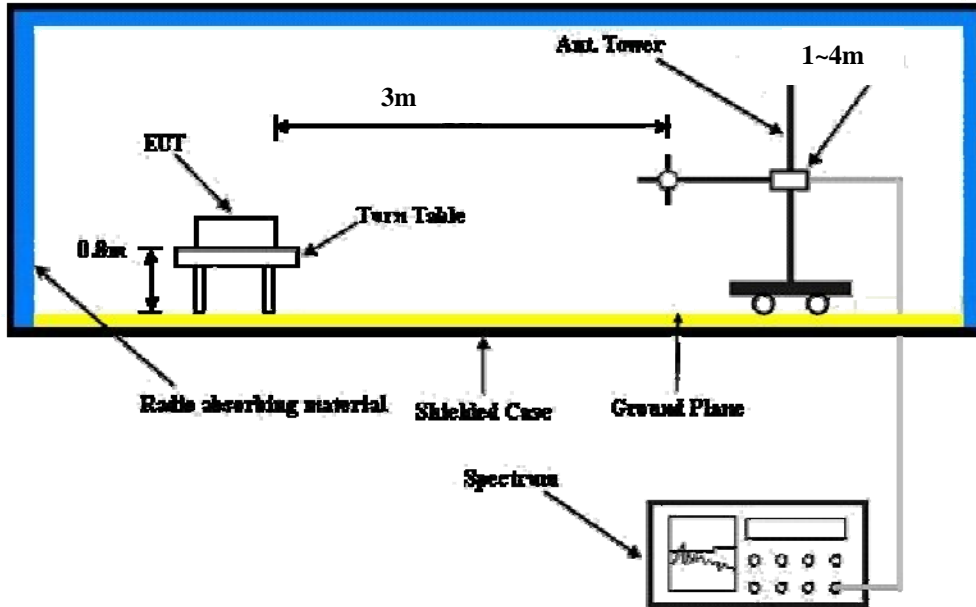 Ant. Tower
1~4m
3m
EUT
Turn Table
0.8m
Radio absorbing material
Shielded Case
Ground Plane
Spectrum